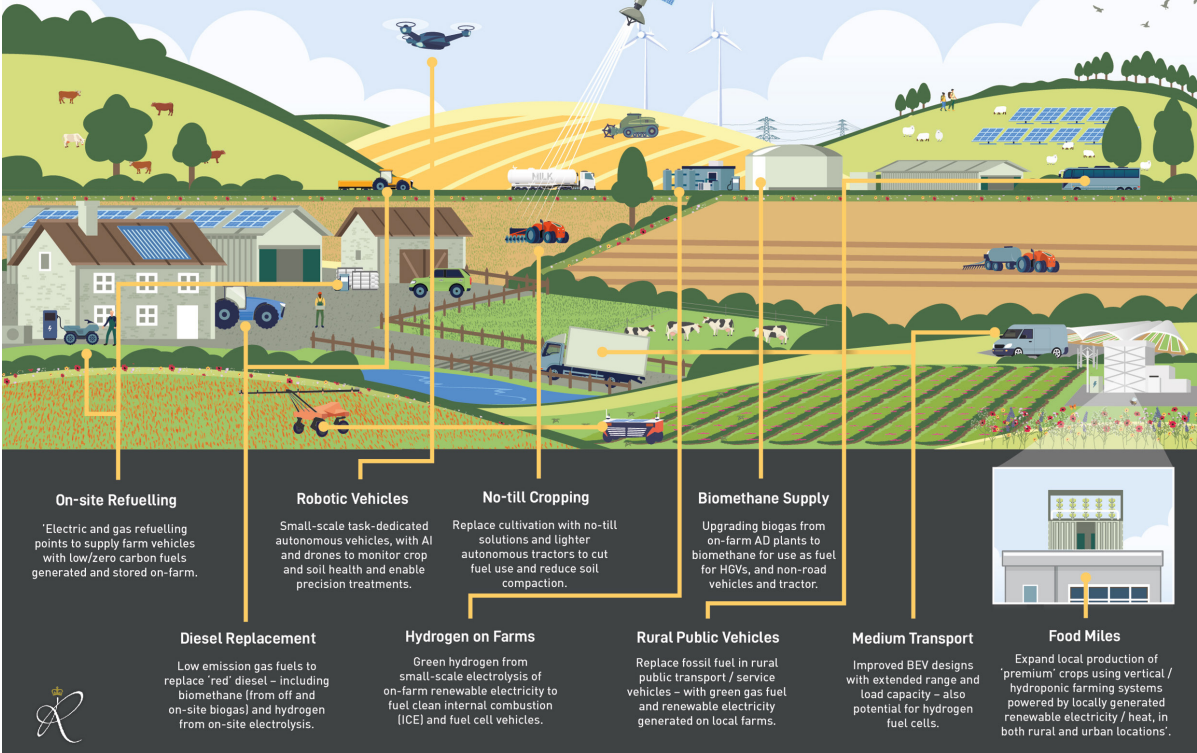 MILK
On-site Refuelling
'Electric and gas refuelling
points to supply farm vehicles
with low/zero carbon fuels
generated and stored on-farm.
Robotic Vehicles
Small-scale task-dedicated
autonomous vehicles, with AI
and drones to monitor crop
and soil health and enable
precision treatments.
No-till Cropping
Replace cultivation with no-till
solutions and lighter
autonomous tractors to cut
fuel use and reduce soil
compaction.
Biomethane Supply
Upgrading biogas from
on-farm AD plants to
biomethane for use as fuel
for HGVs, and non-road
vehicles and tractor.
Diesel Replacement
Low emission gas fuels to
replace 'red' diesel – including
biomethane (from off and
on-site biogas) and hydrogen
from on-site electrolysis.
Hydrogen on Farms
Green hydrogen from
small-scale electrolysis of
on-farm renewable electricity to
fuel clean internal combustion
(ICE) and fuel cell vehicles.
Rural Public Vehicles
Replace fossil fuel in rural
public transport / service
vehicles – with green gas fuel
and renewable electricity
generated on local farms.
Medium Transport
Improved BEV designs
with extended range and
load capacity – also
potential for hydrogen
fuel cells.
Food Miles
Expand local production of
'premium' crops using vertical /
hydroponic farming systems
powered by locally generated
renewable electricity / heat, in
both rural and urban locations'.